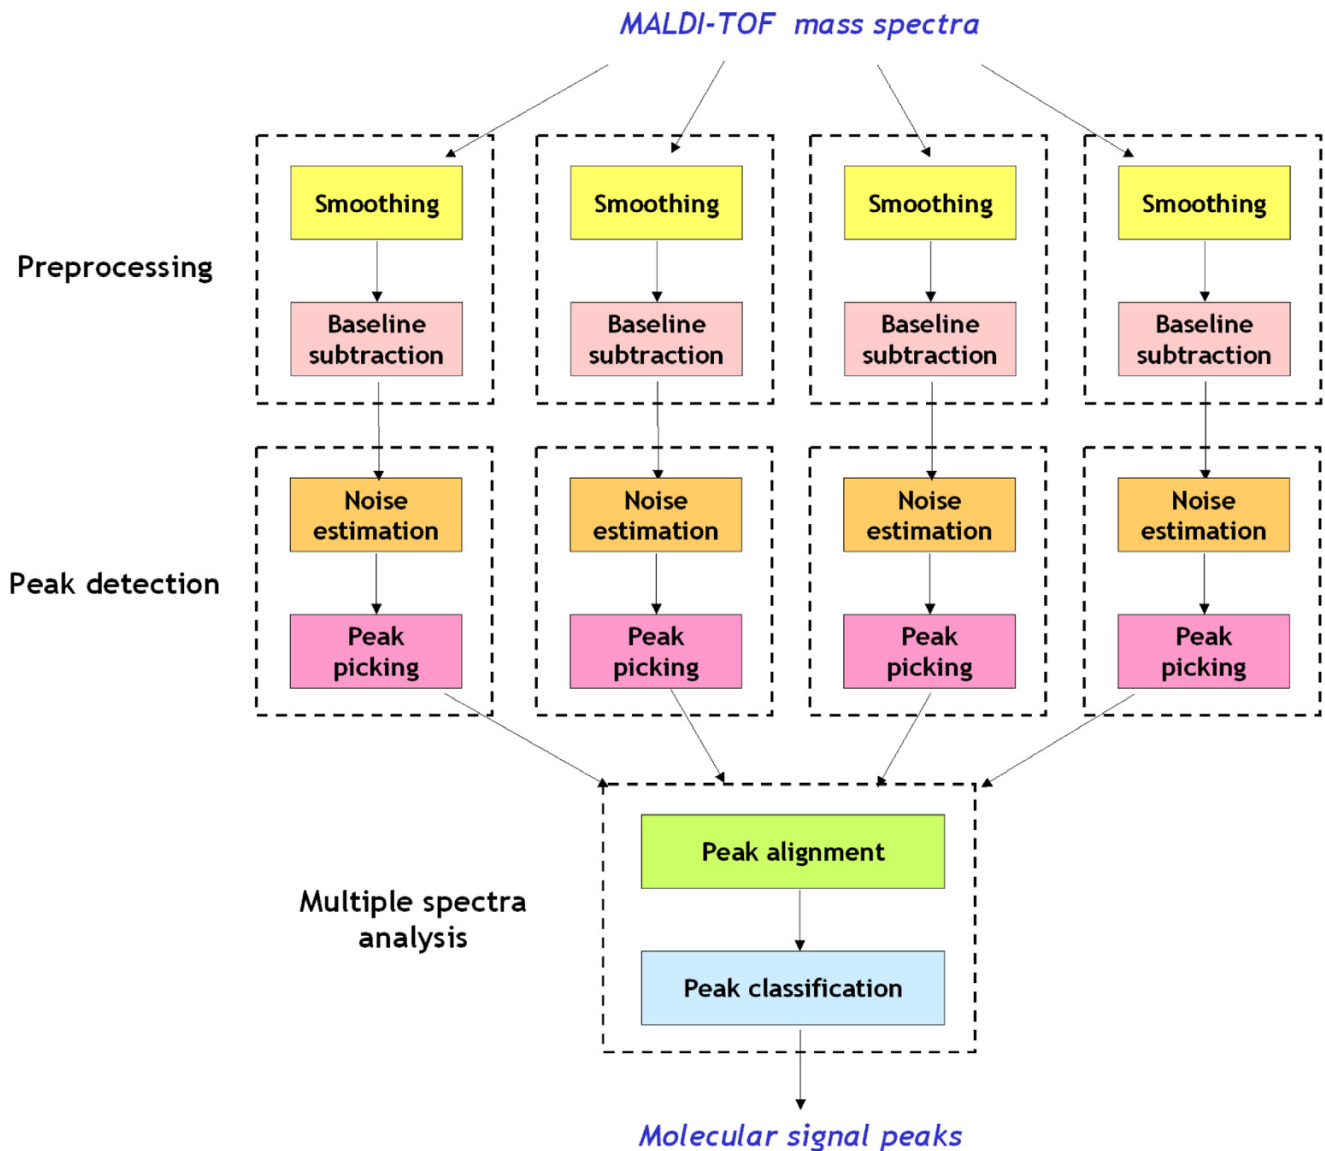 MALDI-TOF mass spectra
Smoothing
Smoothing
Smoothing
Smoothing
Preprocessing
Baseline
subtraction
Baseline
subtraction
Baseline
subtraction
Baseline
subtraction
Noise
estimation
Noise
estimation
Noise
estimation
Noise
estimation
Peak detection
Peak
picking
Peak
picking
Peak
picking
Peak
picking
Peak alignment
Multiple spectra
analysis
Peak classification
Molecular signal peaks